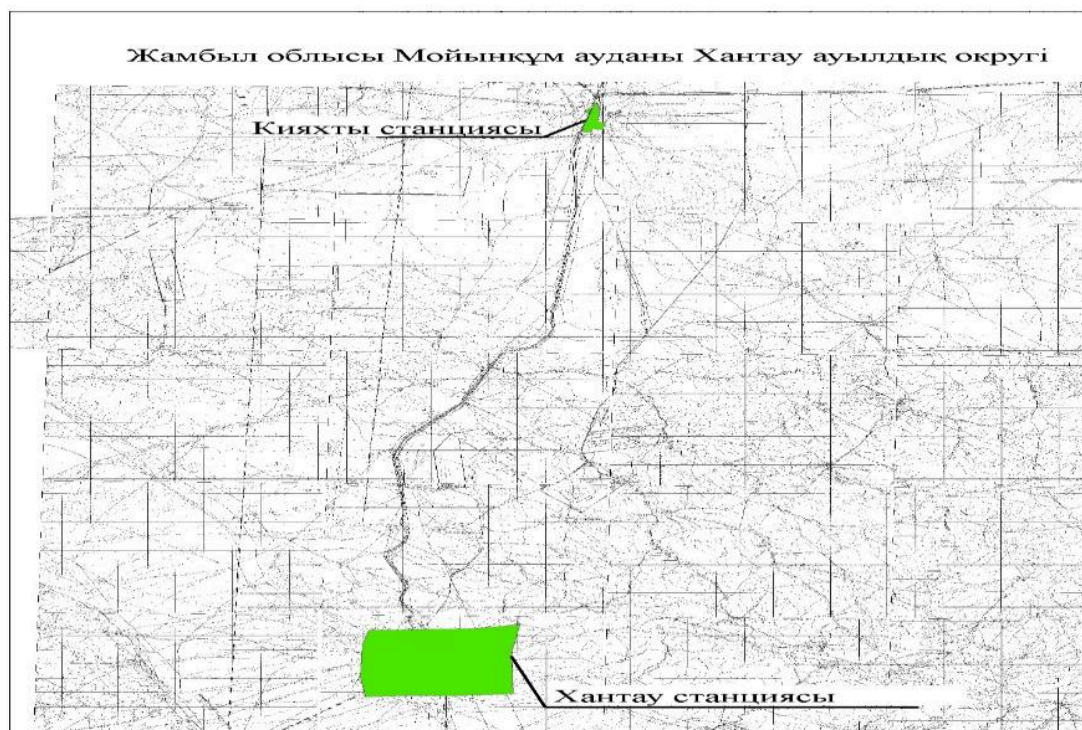 Жамбыл облысы Мойынқұм ауданы Хантау ауылдық округі
Кияхты станциясы
Хантау станциясы